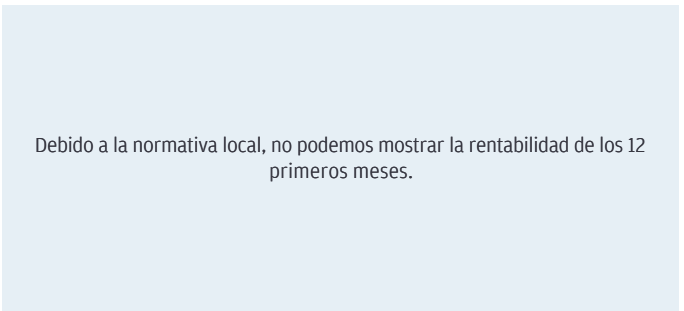 Debido a la normativa local, no podemos mostrar la rentabilidad de los 12
primeros meses.